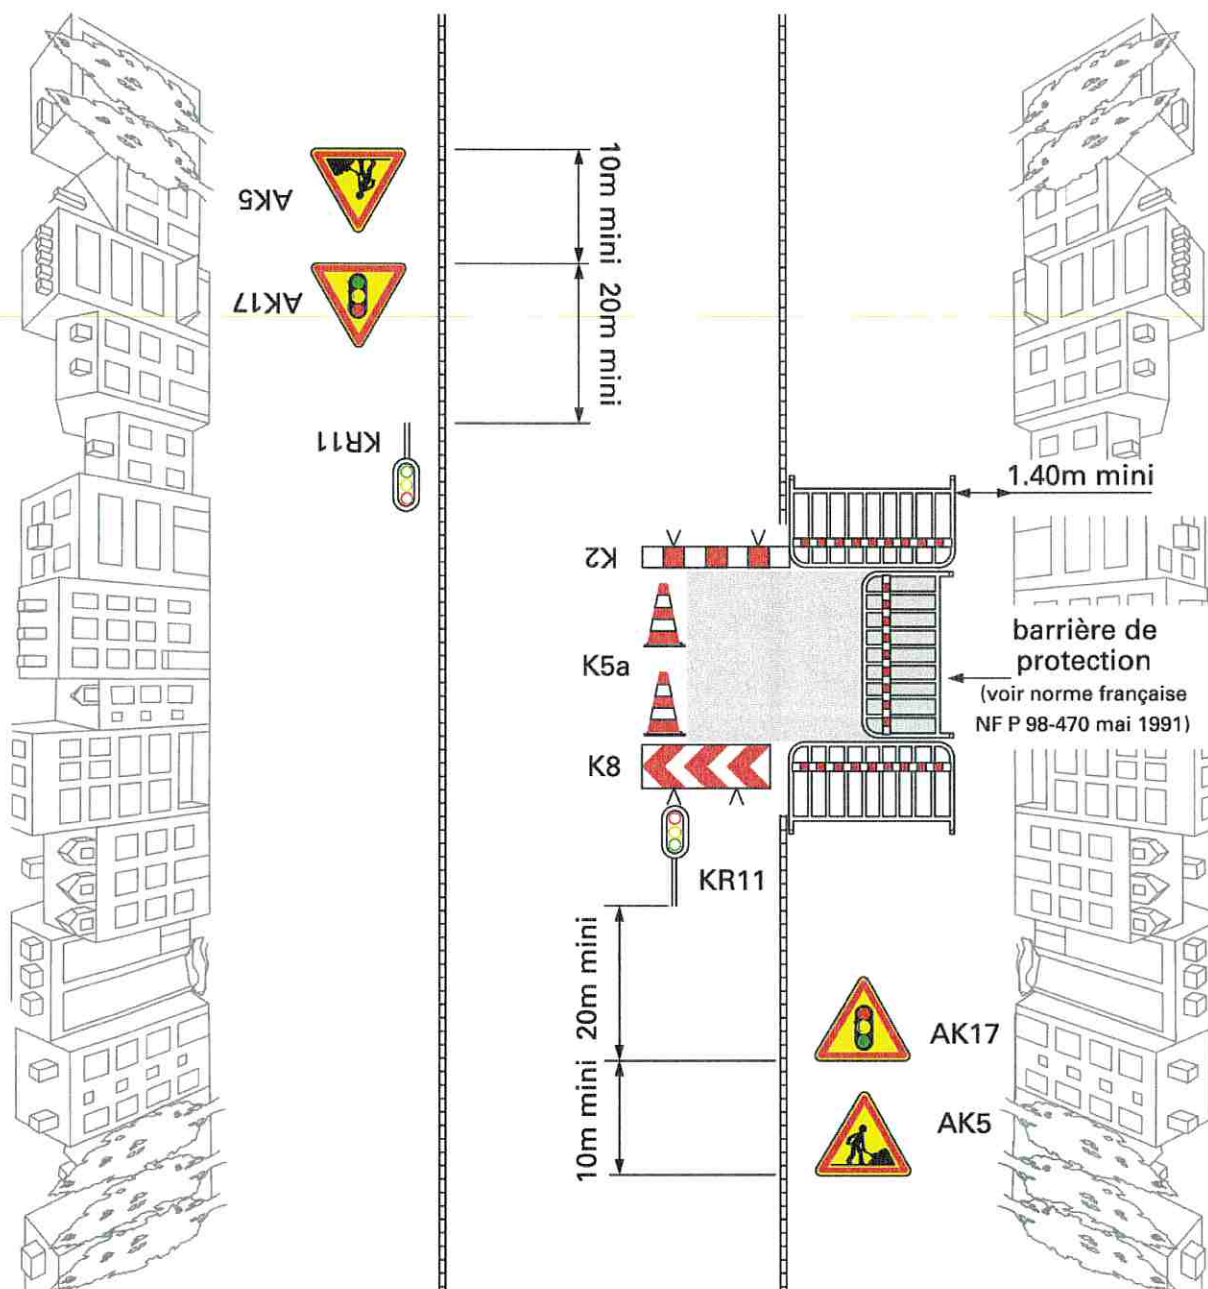 AK5
10m mini
AK17
20m mini
KR11
1.40m mini
K2
K5a
barrière de
protection
(voir norme française
NF P 98-470 mai 1991)
K8
KR11
20m mini
AK17
10m mini
AK5